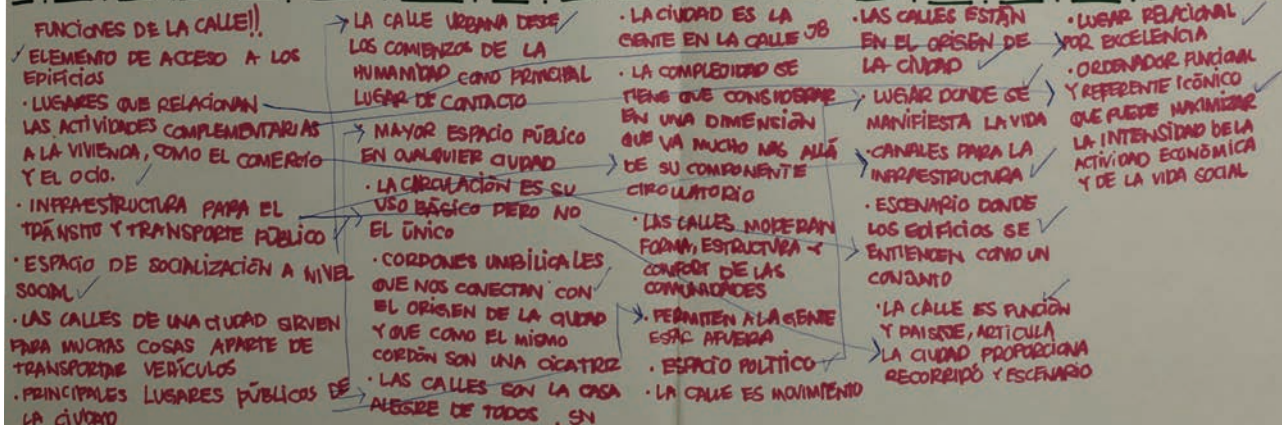 FUNCIONES DE LA CALLE!!
✓ ELEMENTO DE ACCESO A LOS
EDIFICIOS
· LUGARES QUE RELACIONAN
LAS ACTIVIDADES COMPLEMENTARIAS
A LA VIVIENDA, COMO EL COMERCIO
Y EL OCIO. ✓
· INFRAESTRUCTURA PARA EL
TRÁNSITO Y TRANSPORTE PÚBLICO ✓
· ESPACIO DE SOCIALIZACIÓN A NIVEL
SOCIAL ✓
· LAS CALLES DE UNA CIUDAD SIRVEN
PARA MUCHAS COSAS APARTE DE
TRANSPORTAR VEHÍCULOS
· PRINCIPALES LUGARES PÚBLICOS DE
LA CIUDAD
LA CALLE URBANA DESDE ✓
LOS COMIENZOS DE LA
HUMANIDAD COMO PRINCIPAL
LUGAR DE CONTACTO
MAYOR ESPACIO PÚBLICO
EN CUALQUIER CIUDAD
· LA CIRCULACIÓN ES SU
USO BÁSICO PERO NO
EL ÚNICO
· CORDONES UMBILICALES
QUE NOS CONECTAN CON
EL ORIGEN DE LA CIUDAD
Y QUE COMO EL MISMO
CORDÓN SON UNA CICATRIZ
· LAS CALLES SON LA CASA
ALEGRE DE TODOS. SN
· LA CIUDAD ES LA
GENTE EN LA CALLE JB
· LA COMPLEJIDAD SE
TIENE QUE CONSIDERAR
EN UNA DIMENSIÓN
QUE VA MUCHO MÁS ALLÁ
DE SU COMPONENTE
CIRCULATORIO
· LAS CALLES MODERAN
FORMA, ESTRUCTURA Y
CONFORT DE LAS
COMUNIDADES
· PERMITEN A LA GENTE
AFUERA
· ESPACIO POLÍTICO ✓
· LA CALLE ES MOVIMIENTO
· LAS CALLES ESTÁN
EN EL ORIGEN DE
LA CIUDAD ✓
· LUGAR DONDE SE
MANIFIESTA LA VIDA
· CANALES PARA LA
INFRAESTRUCTURA ✓
· ESCENARIO DONDE
LOS EDIFICIOS SE ✓
ENTIENDEN COMO UN
CONJUNTO
· LA CALLE ES FUNCIÓN
Y PAISAJE, ARTICULA
LA CIUDAD PROPORCIONA
RECORRIDO Y ESCENARIO
· LUGAR RELACIONAL ✓
POR EXCELENCIA
· ORDENADOR FUNCIONAL
Y REFERENTE ICÓNICO
QUE PUEDE MAXIMIZAR ✓
LA INTENSIDAD DE LA
ACTIVIDAD ECONÓMICA
Y DE LA VIDA SOCIAL